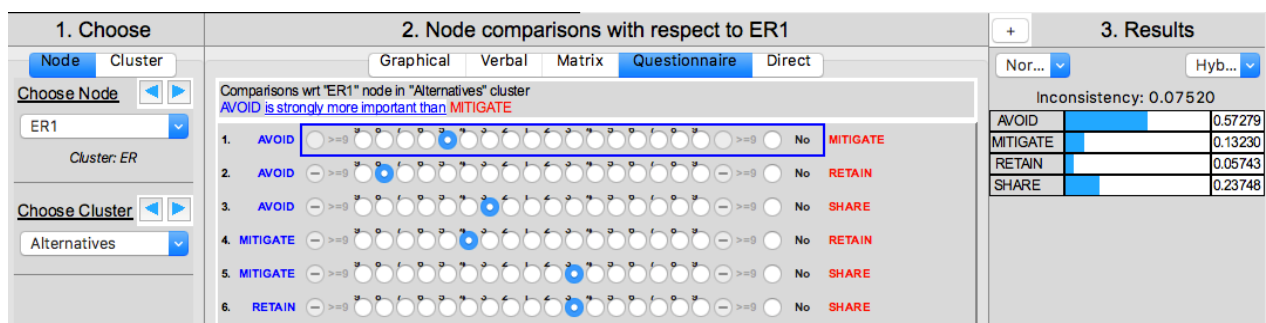 1. Choose
2. Node comparisons with respect to ER1
+
3. Results
Node
Cluster
Graphical
Verbal
Matrix
Questionnaire
Direct
Nor...
Hyb...
Choose Node
Comparisons wrt "ER1" node in "Alternatives" cluster
AVOID is strongly more important than MITIGATE
Inconsistency: 0.07520
ER1
Cluster: ER
Choose Cluster
Alternatives
1. AVOID >=9 >=9 No MITIGATE
2. AVOID >=9 >=9 No RETAIN
3. AVOID >=9 >=9 No SHARE
4. MITIGATE >=9 >=9 No RETAIN
5. MITIGATE >=9 >=9 No SHARE
6. RETAIN >=9 >=9 No SHARE
AVOID 0.57279
MITIGATE 0.13230
RETAIN 0.05743
SHARE 0.23748